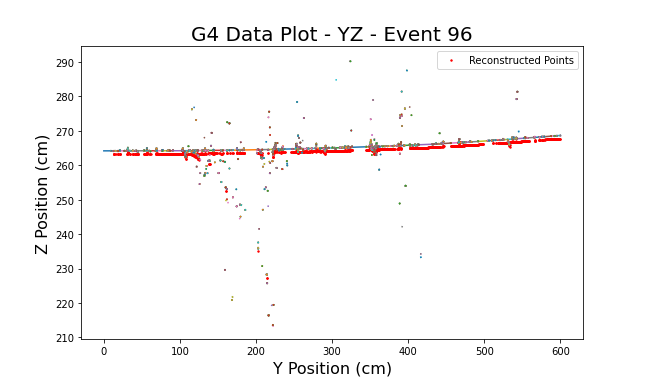 G4 Data Plot - YZ - Event 96
Reconstructed Points
290
280
270
260
250
240
230
220
210
Z Position (cm)
0 100 200 300 400 500 600
Y Position (cm)